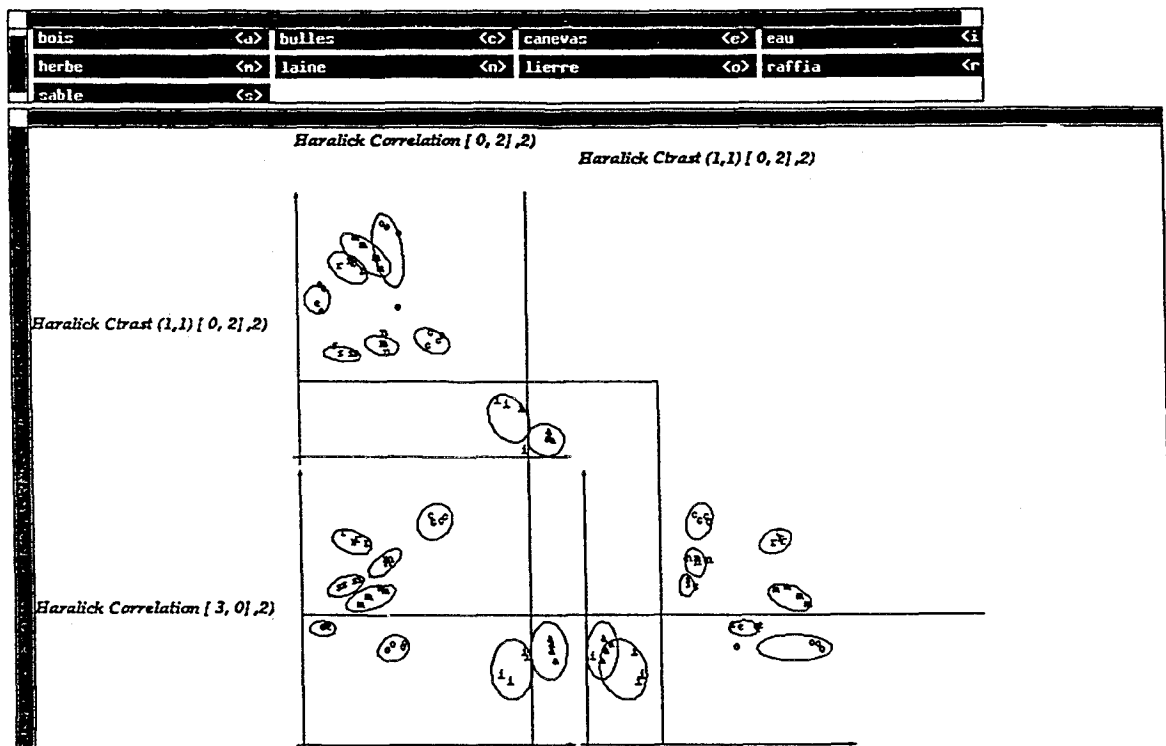 bois <a> bulles <c> canevas <e> eau <i
herbe <m> laine <n> lierre <o> raffia <r
sable <s>
Haralick Correlation [ 0, 2] ,2)
Haralick Ctrast (1,1) [ 0, 2] ,2)
Haralick Ctrast (1,1) [ 0, 2] ,2)
Haralick Correlation [ 3, 0] ,2)